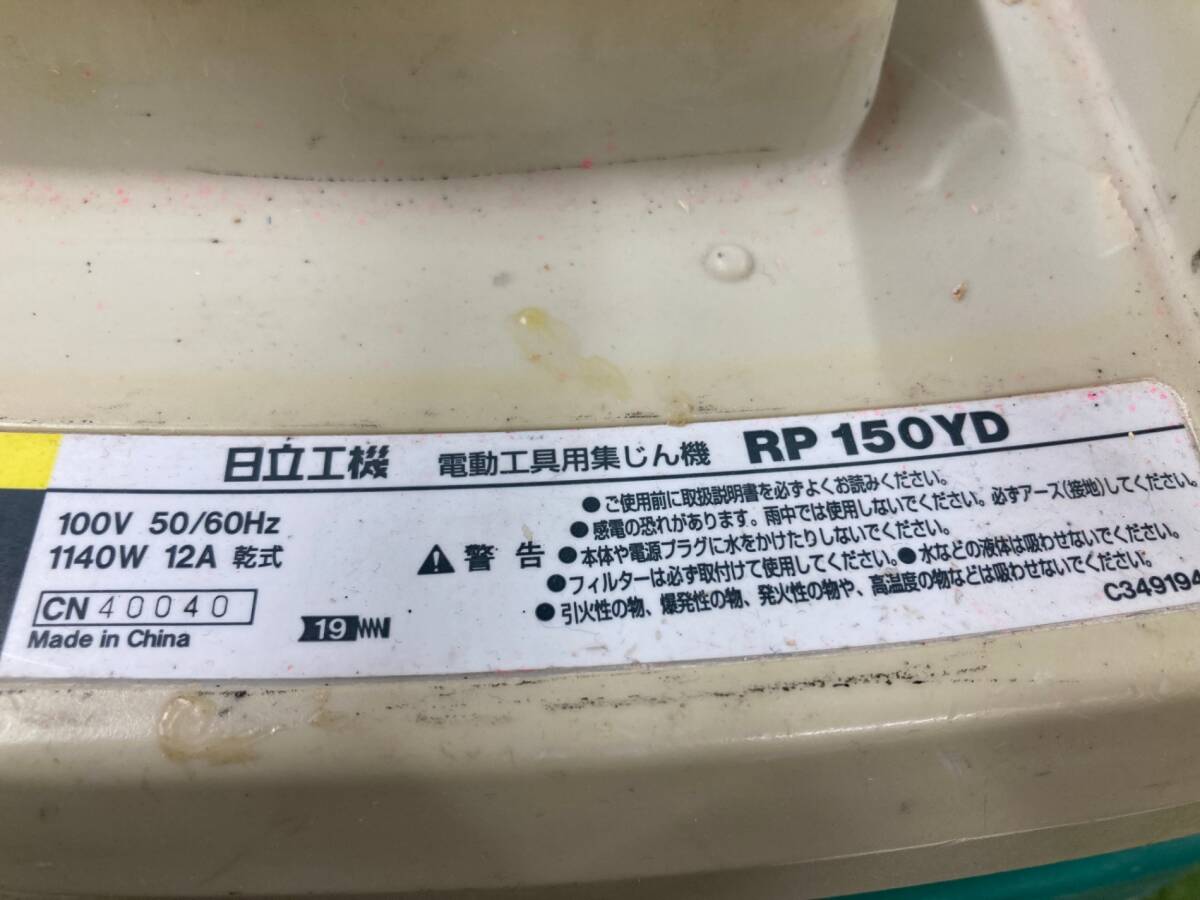 日立工機 電動工具用集じん機 RP 150YD
100V 50/60Hz
1140W 12A 乾式
CN 40040
Made in China
19
警告
●ご使用前に取扱説明書を必ずよくお読みください。
●感電の恐れがあります。雨中では使用しないでください。必ずアース(接地)してください。
●本体や電源プラグに水をかけたりしないでください。
●フィルターは必ず取付けて使用してください。●水などの液体は吸わせないでください。
●引火性の物、爆発性の物、発火性の物や、高温度の物などは吸わせないでください。
C349194